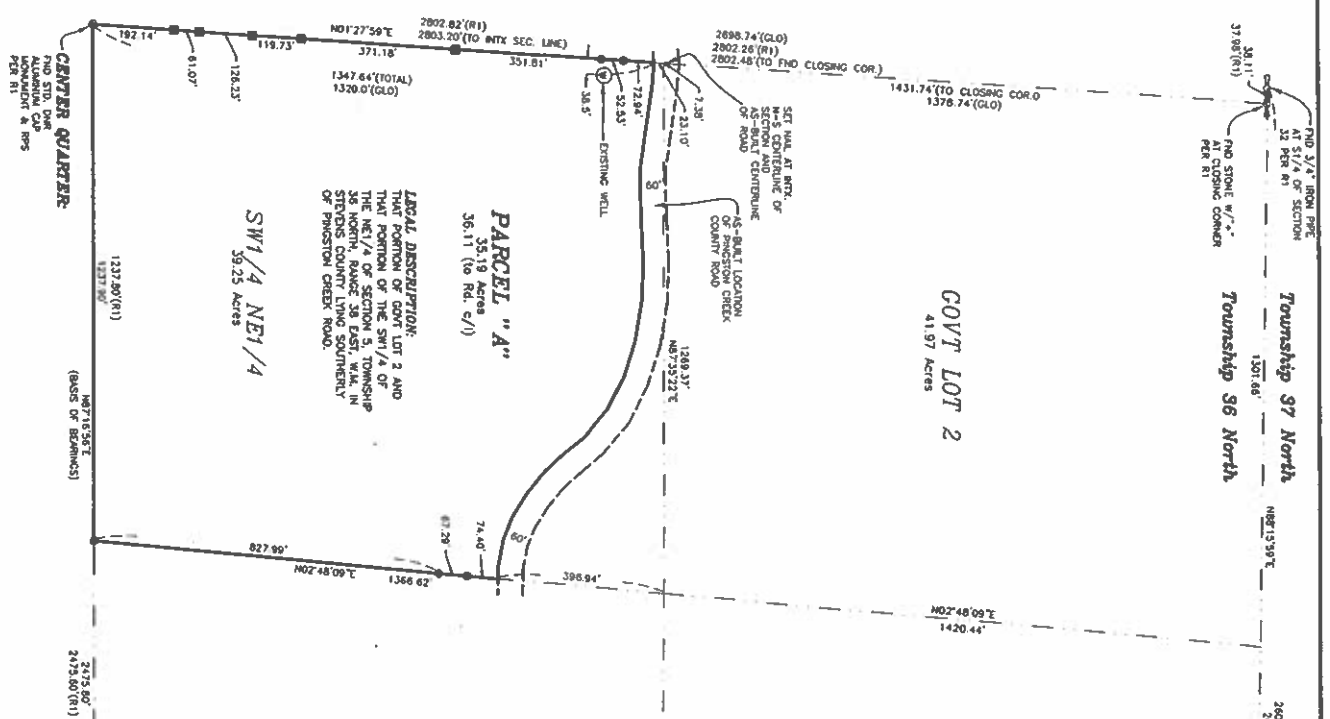 192.14'
61.07'
126.23'
119.73'
N01°27'59"E
371.18'
2802.82'(R1)
2803.20'(TO INTX SEC. LINE)
1347.64'(TOTAL)
1320.0'(GLO)
351.81'
38.5'
52.53'
72.94'
7.38'
23.10'
EXISTING WELL
W
2698.74'(GLO)
2802.26'(R1)
2802.48'(TO FND CLOSING COR.)
1431.74'(TO CLOSING COR.)
1378.74'(GLO)
38.11'
37.98'(R1)
FND 3/4" IRON PIPE
AT S1/4 OF SECTION
32 PER R1
FND STONE W/"+"
AT CLOSING CORNER
PER R1
Township 37 North
1301.66'
Township 36 North
N88°15'59"E
SET NAIL AT INTX.
N-S CENTERLINE OF
SECTION AND
AS-BUILT CENTERLINE
OF ROAD
AS-BUILT LOCATION
OF PINGSTON CREEK
COUNTY ROAD
60'
GOVT LOT 2
41.97 Acres
1269.37'
N87°35'22"E
PARCEL "A"
35.19 Acres
36.11 (to Rd. c/l)
LEGAL DESCRIPTION:
THAT PORTION OF GOVT LOT 2 AND
THAT PORTION OF THE SW1/4 OF
THE NE1/4 OF SECTION 5, TOWNSHIP
36 NORTH, RANGE 38 EAST, W.M. IN
STEVENS COUNTY LYING SOUTHERLY
OF PINGSTON CREEK ROAD.
SW1/4 NE1/4
39.25 Acres
CENTER QUARTER:
FND STD. DNR
ALUMINUM CAP
MONUMENT & RPS
PER R1
1237.80'(R1)
1237.90'
N87°16'56"E
(BASIS OF BEARINGS)
827.99'
N02°48'09"E
1366.62'
67.29'
74.40'
60'
396.94'
N02°48'09"E
1420.44'
2475.80'
2475.60'(R1)